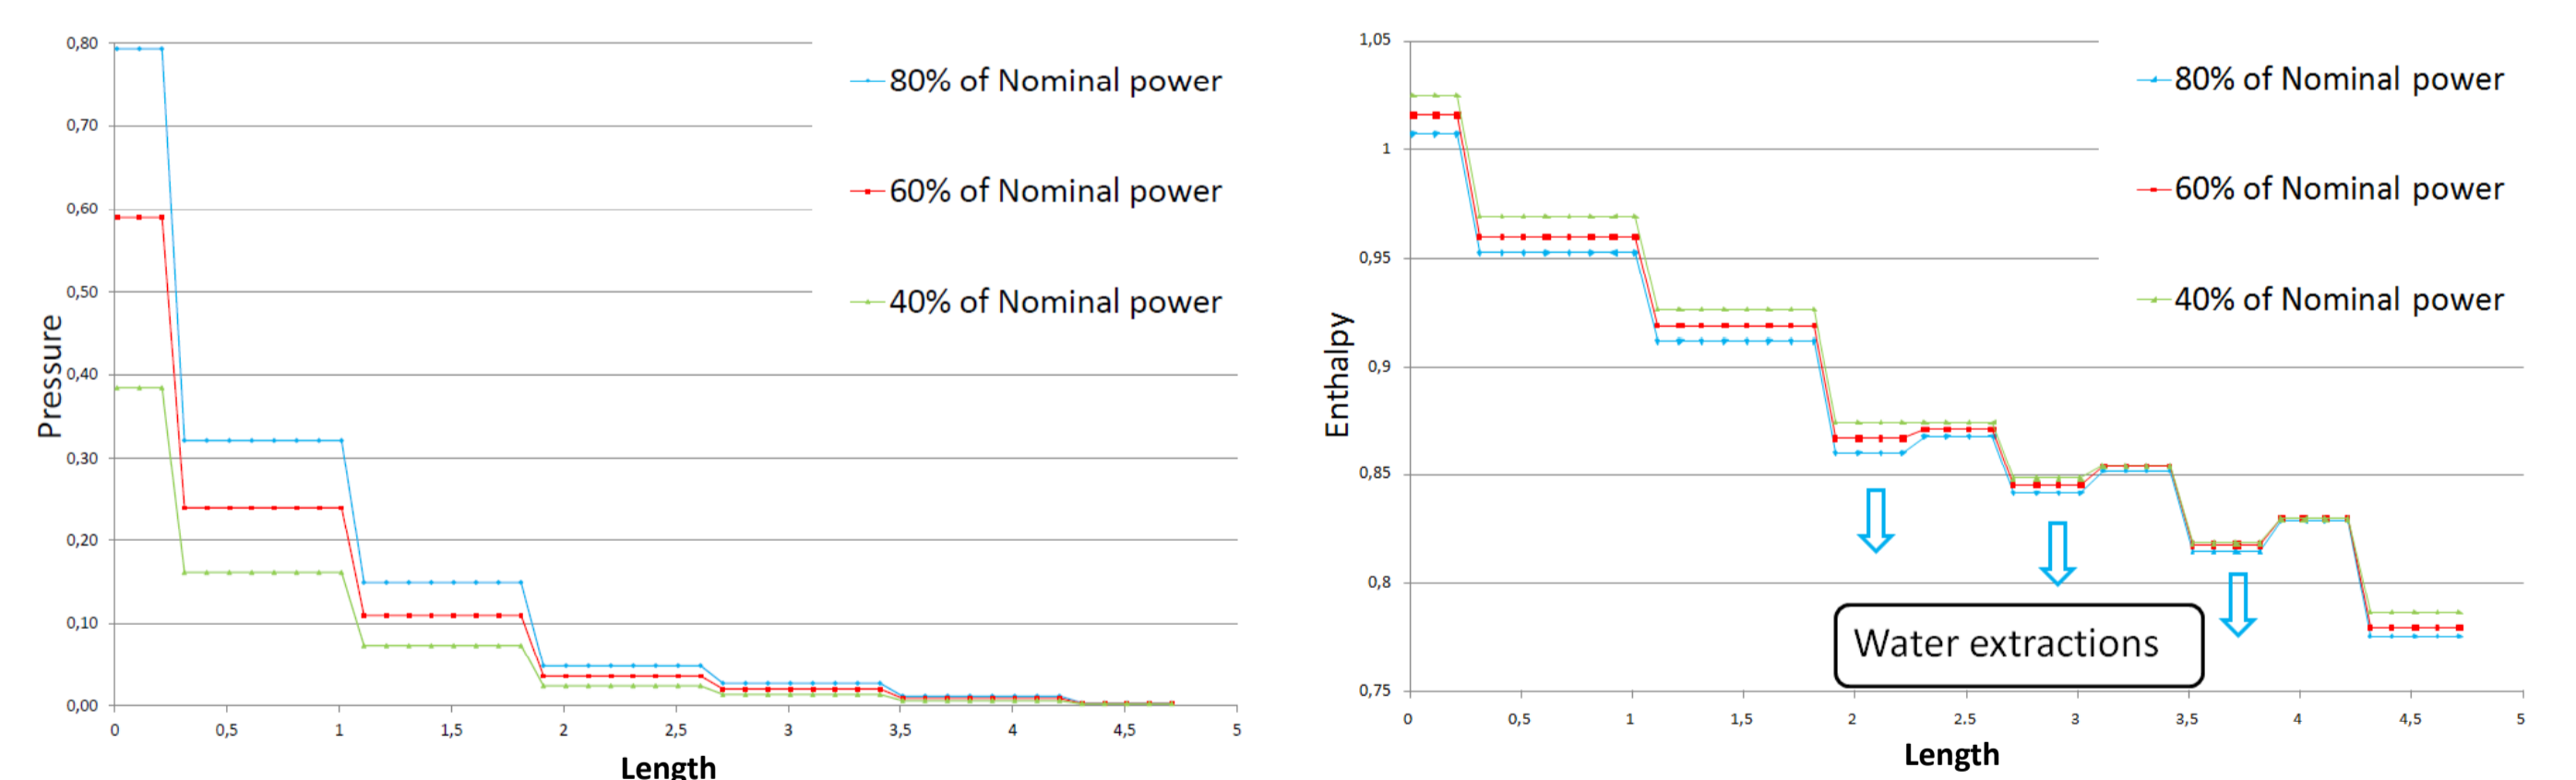 0,80
0,70
0,60
0,50
0,40
0,30
0,20
0,10
0,00
Pressure
0 0,5 1 1,5 2 2,5 3 3,5 4 4,5 5
Length
80% of Nominal power
60% of Nominal power
40% of Nominal power
1,05
1
0,95
0,9
0,85
0,8
0,75
Enthalpy
0 0,5 1 1,5 2 2.5 3 3,5 4 4,5 5
Length
80% of Nominal power
60% of Nominal power
40% of Nominal power
Water extractions